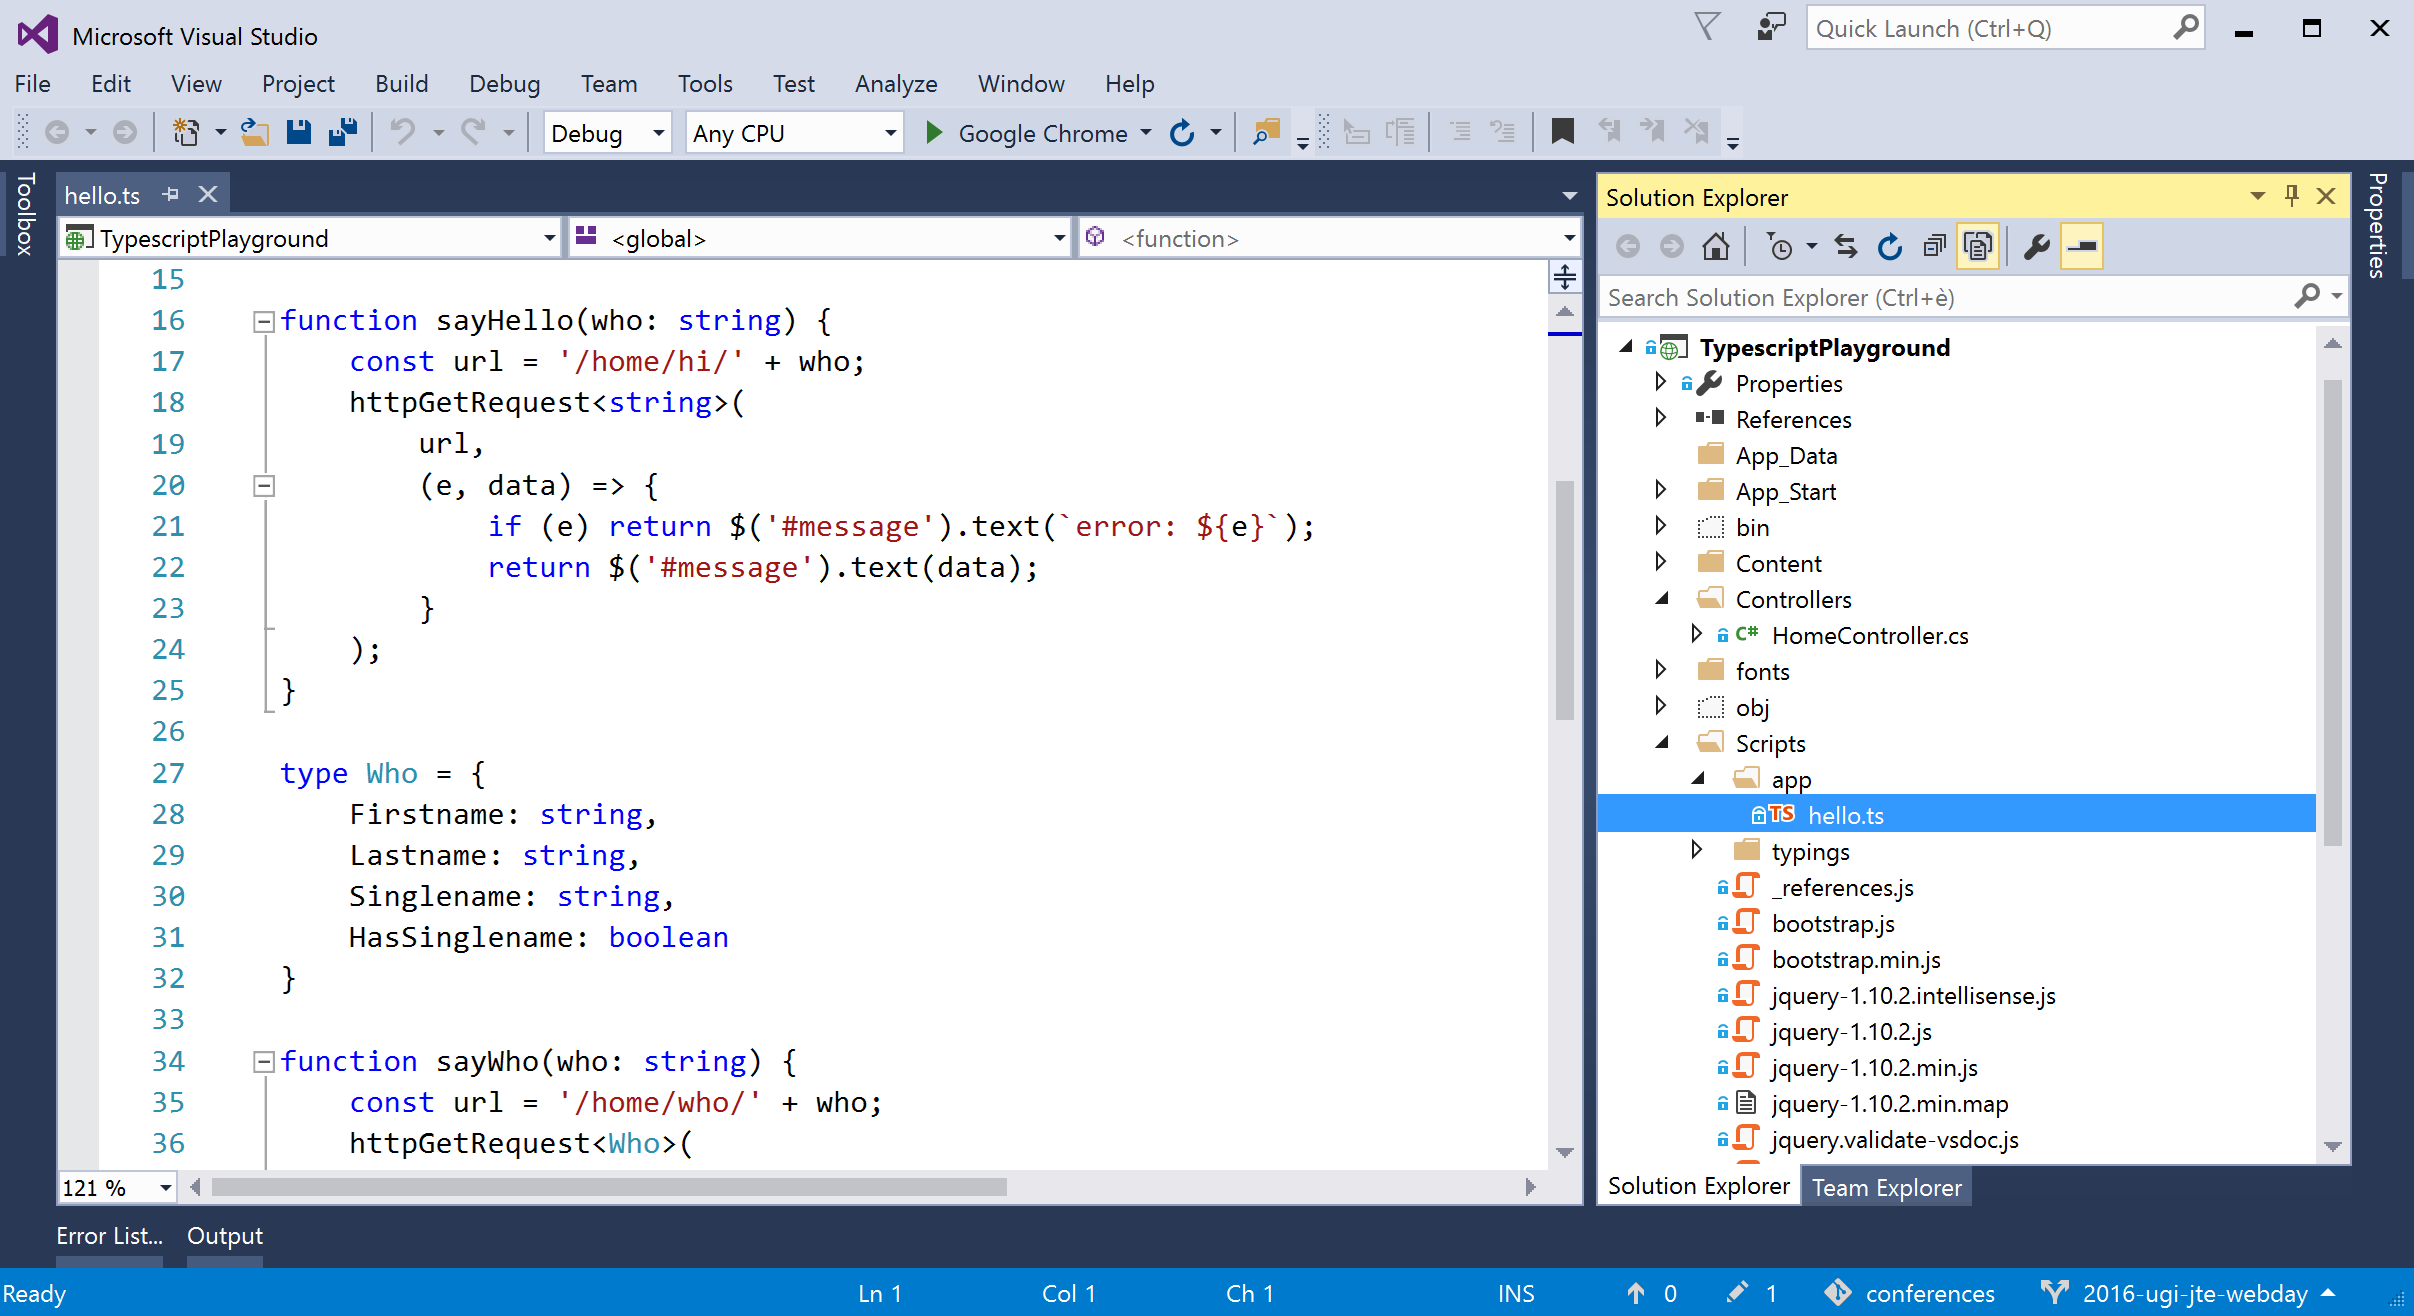 Microsoft Visual Studio
Quick Launch (Ctrl+Q)
File Edit View Project Build Debug Team Tools Test Analyze Window Help
Debug Any CPU Google Chrome
Toolbox
hello.ts
TypescriptPlayground <global> <function>
15
16 function sayHello(who: string) {
17 const url = '/home/hi/' + who;
18 httpGetRequest<string>(
19 url,
20 (e, data) => {
21 if (e) return $('#message').text(`error: ${e}`);
22 return $('#message').text(data);
23 }
24 );
25 }
26
27 type Who = {
28 Firstname: string,
29 Lastname: string,
30 Singlename: string,
31 HasSinglename: boolean
32 }
33
34 function sayWho(who: string) {
35 const url = '/home/who/' + who;
36 httpGetRequest<Who>(
121 %
Solution Explorer
Search Solution Explorer (Ctrl+è)
TypescriptPlayground
Properties
References
App_Data
App_Start
bin
Content
Controllers
C# HomeController.cs
fonts
obj
Scripts
app
TS hello.ts
typings
_references.js
bootstrap.js
bootstrap.min.js
jquery-1.10.2.intellisense.js
jquery-1.10.2.js
jquery-1.10.2.min.js
jquery-1.10.2.min.map
jquery.validate-vsdoc.js
Solution Explorer Team Explorer
Properties
Error List... Output
Ready Ln 1 Col 1 Ch 1 INS 0 1 conferences 2016-ugi-jte-webday